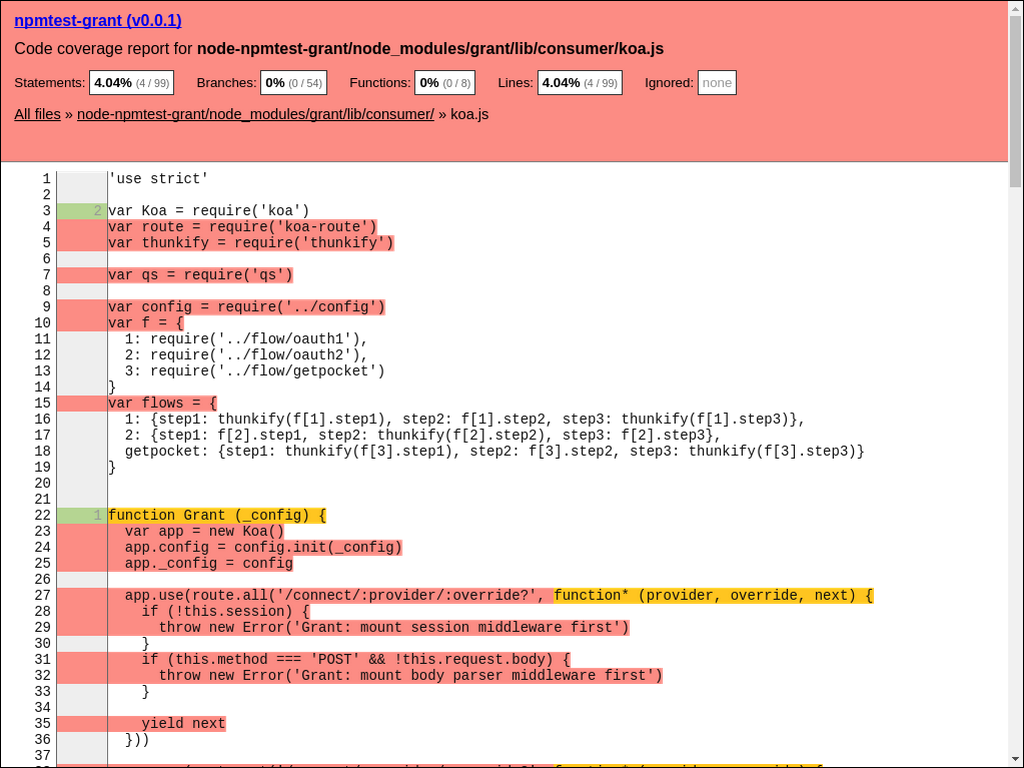 npmtest-grant (v0.0.1)
Code coverage report for node-npmtest-grant/node_modules/grant/lib/consumer/koa.js
Statements: 4.04% (4 / 99) Branches: 0% (0 / 54) Functions: 0% (0 / 8) Lines: 4.04% (4 / 99) Ignored: none
All files » node-npmtest-grant/node_modules/grant/lib/consumer/ » koa.js
1 'use strict'
2
3 2 var Koa = require('koa')
4 var route = require('koa-route')
5 var thunkify = require('thunkify')
6
7 var qs = require('qs')
8
9 var config = require('../config')
10 var f = {
11 1: require('../flow/oauth1'),
12 2: require('../flow/oauth2'),
13 3: require('../flow/getpocket')
14 }
15 var flows = {
16 1: {step1: thunkify(f[1].step1), step2: f[1].step2, step3: thunkify(f[1].step3)},
17 2: {step1: f[2].step1, step2: thunkify(f[2].step2), step3: f[2].step3},
18 getpocket: {step1: thunkify(f[3].step1), step2: f[3].step2, step3: thunkify(f[3].step3)}
19 }
20
21
22 1 function Grant (_config) {
23 var app = new Koa()
24 app.config = config.init(_config)
25 app._config = config
26
27 app.use(route.all('/connect/:provider/:override?', function* (provider, override, next) {
28 if (!this.session) {
29 throw new Error('Grant: mount session middleware first')
30 }
31 if (this.method === 'POST' && !this.request.body) {
32 throw new Error('Grant: mount body parser middleware first')
33 }
34
35 yield next
36 }))
37